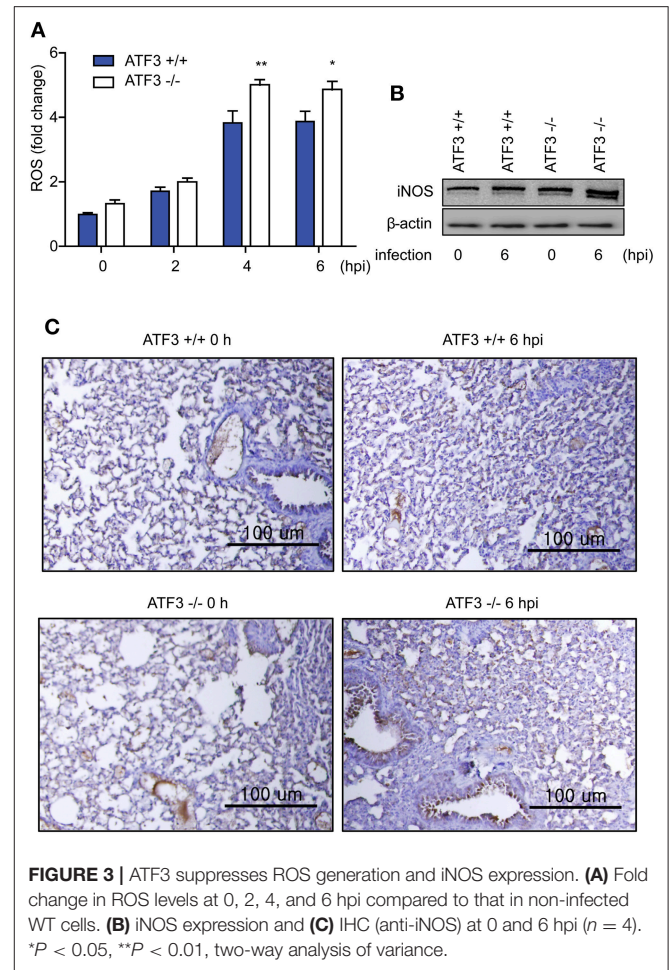 A
6
4
2
0
ROS (fold change)
ATF3 +/+
ATF3 -/-
**
*
0 2 4 6 (hpi)
B
ATF3 +/+ ATF3 +/+ ATF3 -/- ATF3 -/-
iNOS
β-actin
infection 0 6 0 6 (hpi)
C
ATF3 +/+ 0 h ATF3 +/+ 6 hpi
100 um 100 um
ATF3 -/- 0 h ATF3 -/- 6 hpi
100 um 100 um
FIGURE 3 | ATF3 suppresses ROS generation and iNOS expression. (A) Fold
change in ROS levels at 0, 2, 4, and 6 hpi compared to that in non-infected
WT cells. (B) iNOS expression and (C) IHC (anti-iNOS) at 0 and 6 hpi (n = 4).
*P < 0.05, **P < 0.01, two-way analysis of variance.